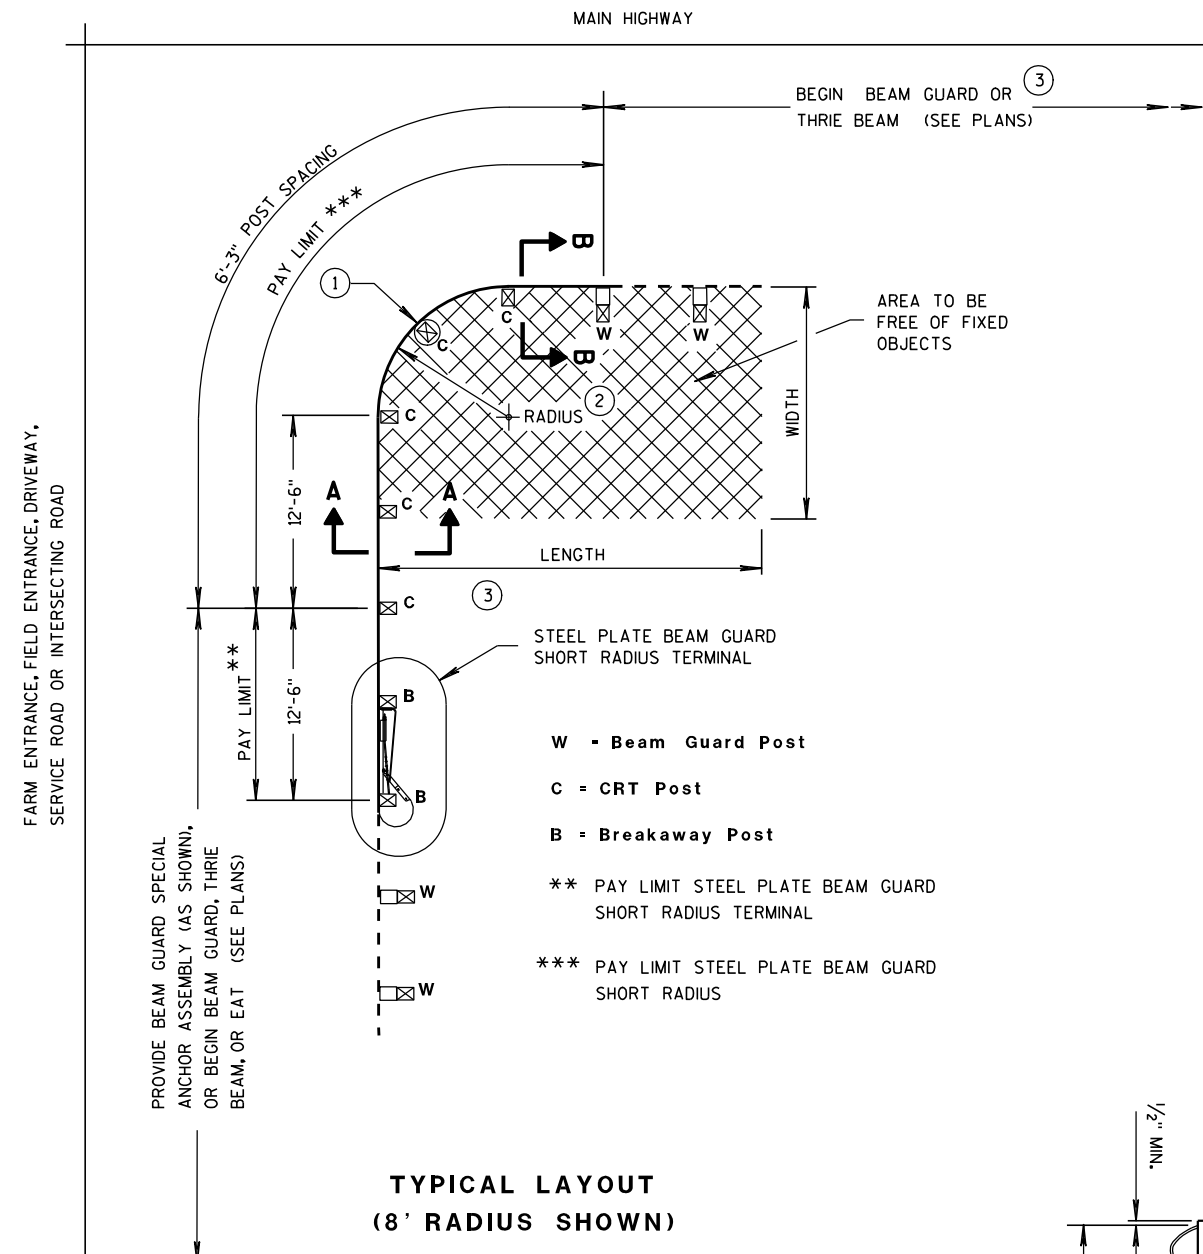 MAIN HIGHWAY
BEGIN BEAM GUARD OR
THRIE BEAM (SEE PLANS)
3
6'-3" POST SPACING
PAY LIMIT ***
1
B
B
C
C
W
W
AREA TO BE
FREE OF FIXED
OBJECTS
2
RADIUS
C
WIDTH
12'-6"
A
A
C
LENGTH
3
C
FARM ENTRANCE, FIELD ENTRANCE, DRIVEWAY,
SERVICE ROAD OR INTERSECTING ROAD
STEEL PLATE BEAM GUARD
SHORT RADIUS TERMINAL
PAY LIMIT **
12'-6"
B
B
W - Beam Guard Post
C = CRT Post
B = Breakaway Post
** PAY LIMIT STEEL PLATE BEAM GUARD
SHORT RADIUS TERMINAL
*** PAY LIMIT STEEL PLATE BEAM GUARD
SHORT RADIUS
W
W
PROVIDE BEAM GUARD SPECIAL
ANCHOR ASSEMBLY (AS SHOWN),
OR BEGIN BEAM GUARD, THRIE
BEAM, OR EAT (SEE PLANS)
1/2" MIN.
TYPICAL LAYOUT
(8' RADIUS SHOWN)